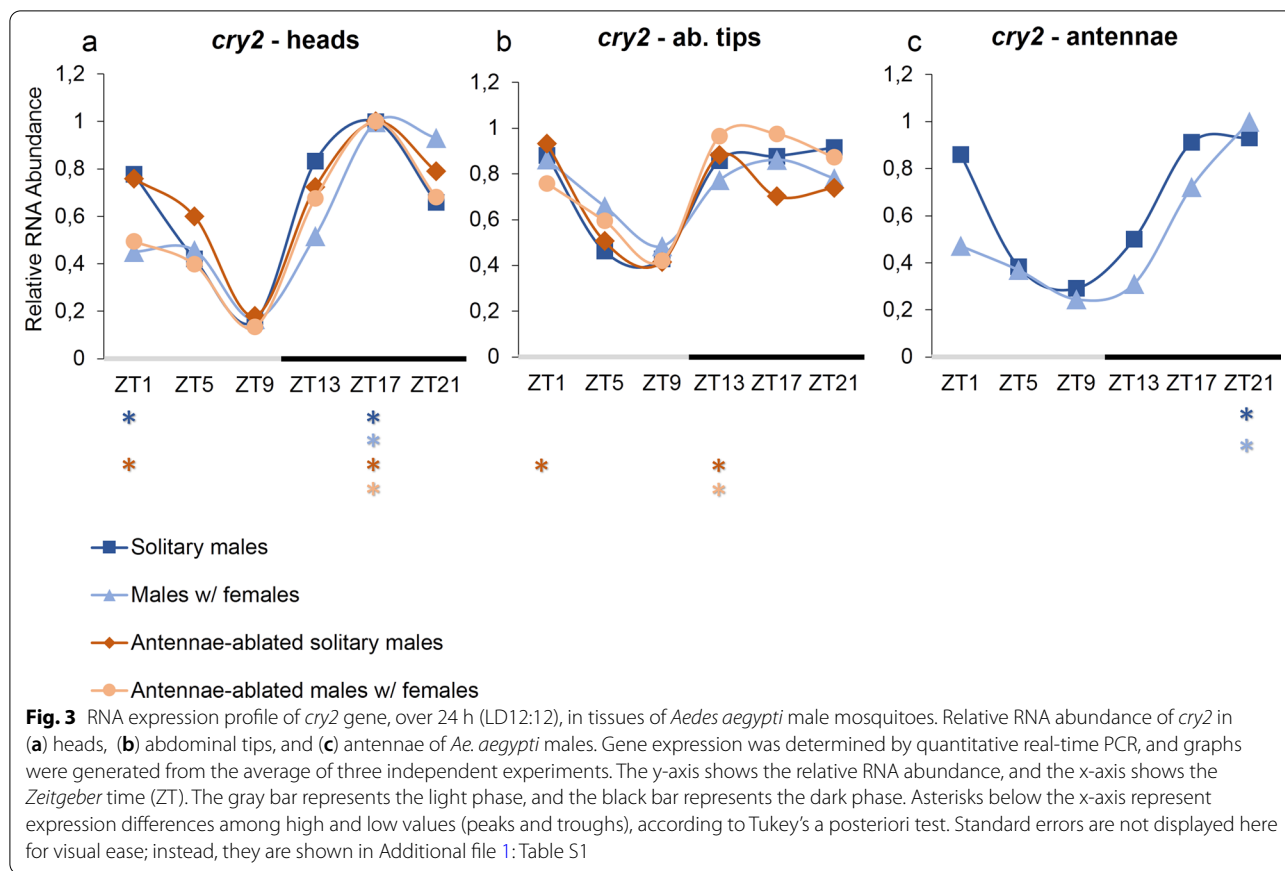 a
cry2 - heads
1,2
1
0,8
0,6
0,4
0,2
0
Relative RNA Abundance
ZT1 ZT5 ZT9 ZT13 ZT17 ZT21
* *
*
* *
*
b
cry2 - ab. tips
1,2
1
0,8
0,6
0,4
0,2
0
ZT1 ZT5 ZT9 ZT13 ZT17 ZT21
* *
*
c
cry2 - antennae
1,2
1
0,8
0,6
0,4
0,2
0
ZT1 ZT5 ZT9 ZT13 ZT17 ZT21
*
*
Solitary males
Males w/ females
Antennae-ablated solitary males
Antennae-ablated males w/ females
Fig. 3 RNA expression profile of cry2 gene, over 24 h (LD12:12), in tissues of Aedes aegypti male mosquitoes. Relative RNA abundance of cry2 in
(a) heads, (b) abdominal tips, and (c) antennae of Ae. aegypti males. Gene expression was determined by quantitative real-time PCR, and graphs
were generated from the average of three independent experiments. The y-axis shows the relative RNA abundance, and the x-axis shows the
Zeitgeber time (ZT). The gray bar represents the light phase, and the black bar represents the dark phase. Asterisks below the x-axis represent
expression differences among high and low values (peaks and troughs), according to Tukey's a posteriori test. Standard errors are not displayed here
for visual ease; instead, they are shown in Additional file 1: Table S1